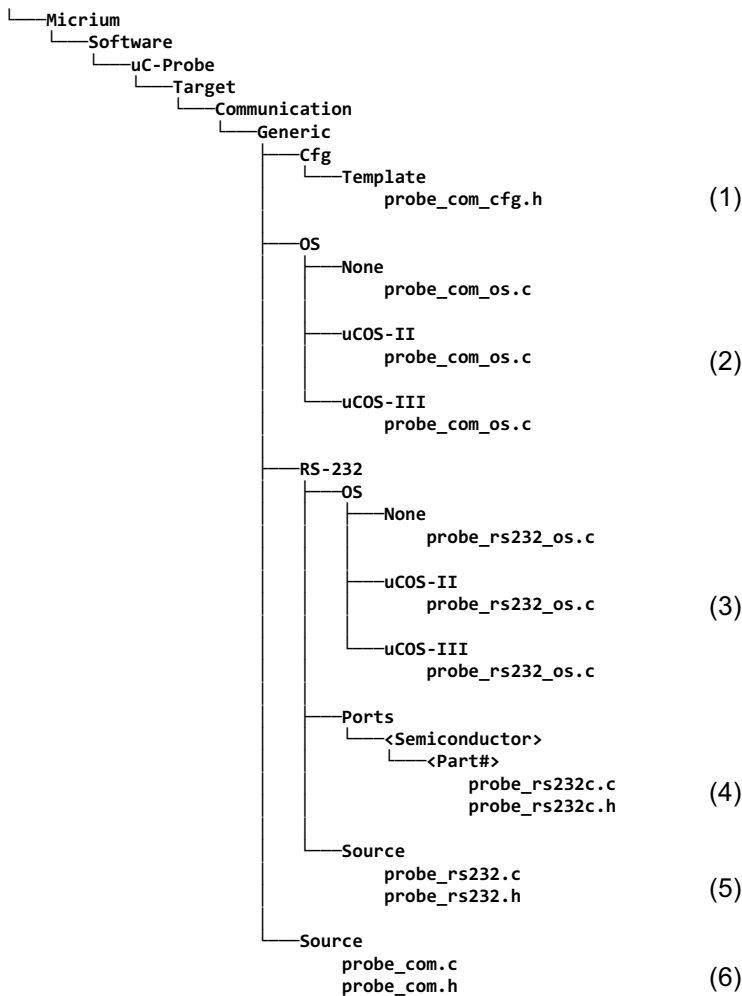 Micrium
Software
uC-Probe
Target
Communication
Generic
Cfg
Template
probe_com_cfg.h (1)
OS
None
probe_com_os.c
uCOS-II
probe_com_os.c (2)
uCOS-III
probe_com_os.c
RS-232
OS
None
probe_rs232_os.c
uCOS-II
probe_rs232_os.c (3)
uCOS-III
probe_rs232_os.c
Ports
<Semiconductor>
<Part#>
probe_rs232c.c (4)
probe_rs232c.h
Source
probe_rs232.c
probe_rs232.h (5)
Source
probe_com.c
probe_com.h (6)